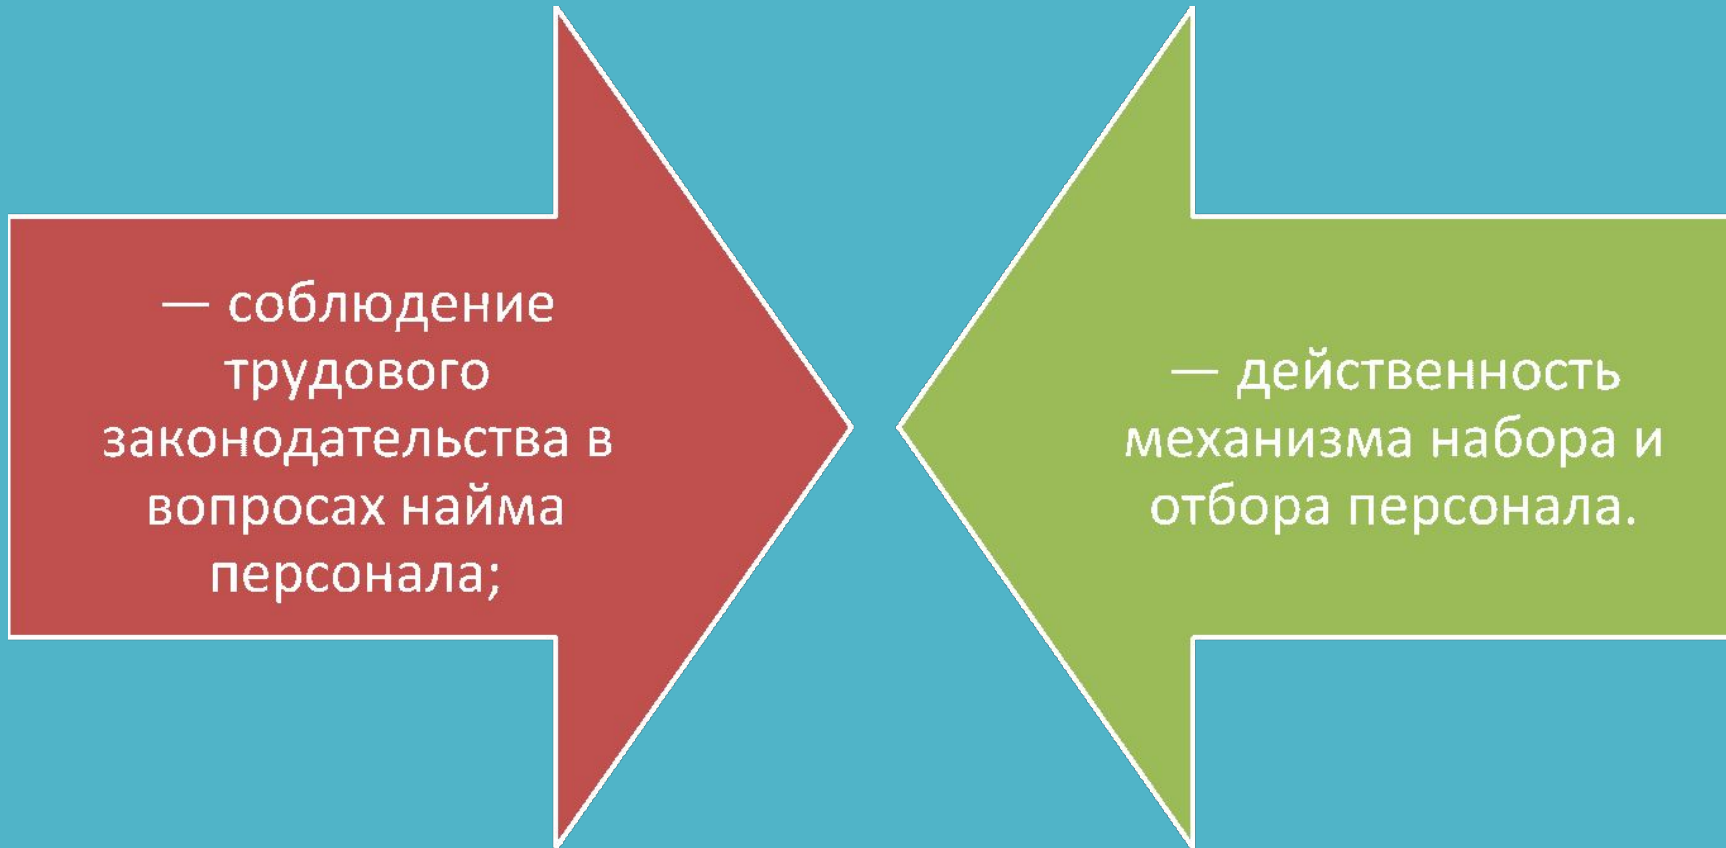 — соблюдение
трудового
законодательства в
вопросах найма
персонала;
— действенность
механизма набора и
отбора персонала.